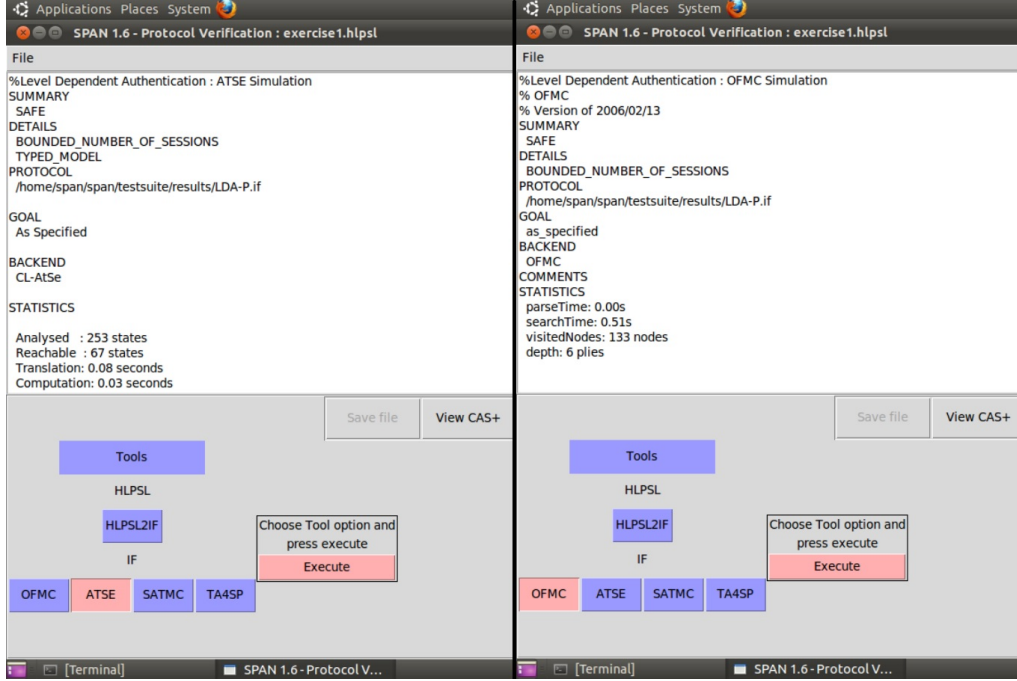 Applications Places System
SPAN 1.6 - Protocol Verification : exercise1.hlpsl
File
%Level Dependent Authentication : ATSE Simulation
SUMMARY
SAFE
DETAILS
BOUNDED_NUMBER_OF_SESSIONS
TYPED_MODEL
PROTOCOL
/home/span/span/testsuite/results/LDA-P.if
GOAL
As Specified
BACKEND
CL-AtSe
STATISTICS
Analysed : 253 states
Reachable : 67 states
Translation: 0.08 seconds
Computation: 0.03 seconds
Save file
View CAS+
Tools
HLPSL
HLPSL2IF
Choose Tool option and
press execute
IF
Execute
OFMC
ATSE
SATMC
TA4SP
[Terminal]
SPAN 1.6 - Protocol V...
Applications Places System
SPAN 1.6 - Protocol Verification : exercise1.hlpsl
File
%Level Dependent Authentication : OFMC Simulation
% OFMC
% Version of 2006/02/13
SUMMARY
SAFE
DETAILS
BOUNDED_NUMBER_OF_SESSIONS
PROTOCOL
/home/span/span/testsuite/results/LDA-P.if
GOAL
as_specified
BACKEND
OFMC
COMMENTS
STATISTICS
parseTime: 0.00s
searchTime: 0.51s
visitedNodes: 133 nodes
depth: 6 plies
Save file
View CAS+
Tools
HLPSL
HLPSL2IF
Choose Tool option and
press execute
IF
Execute
OFMC
ATSE
SATMC
TA4SP
[Terminal]
SPAN 1.6 - Protocol V...